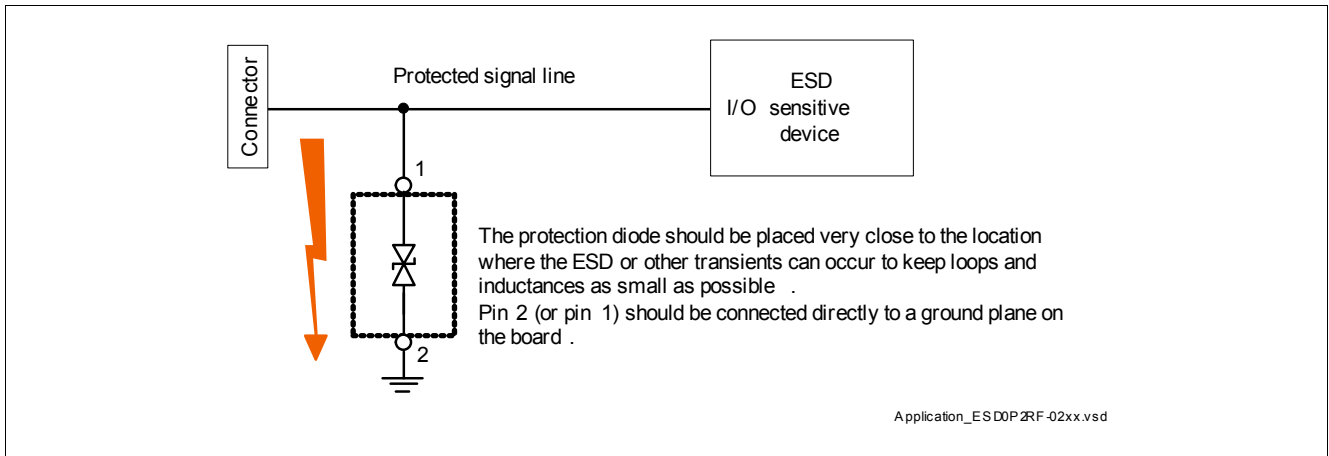 Connector
Protected signal line
ESD
I/O sensitive
device
1
The protection diode should be placed very close to the location
where the ESD or other transients can occur to keep loops and
inductances as small as possible .
Pin 2 (or pin 1) should be connected directly to a ground plane on
the board .
2
Application_ESD0P2RF-02xx.vsd